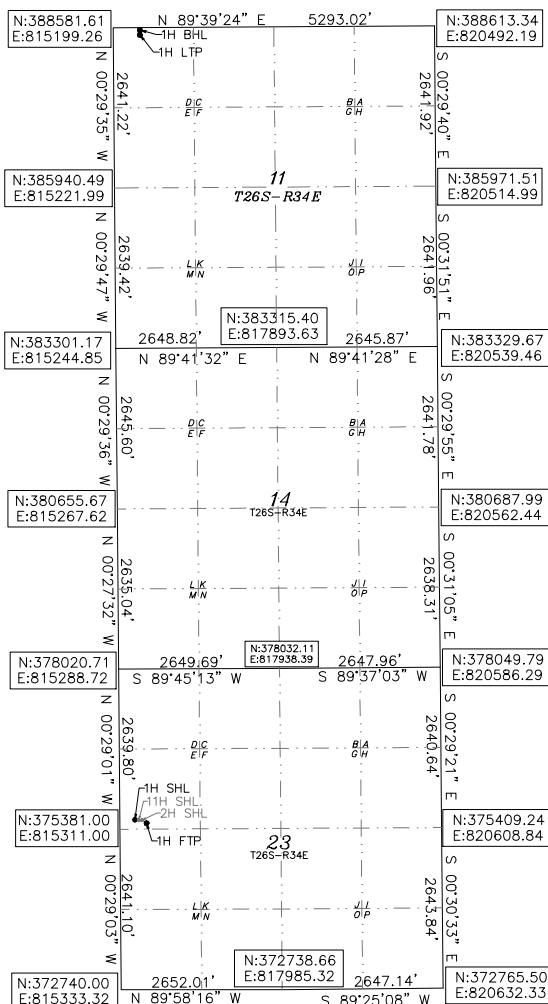 N:388581.61
E:815199.26
N 89°39'24" E 5293.02'
N:388613.34
E:820492.19
1H BHL
1H LTP
N 00°29'35" W
2641.22'
D C
E F
B A
G H
2641.92'
S 00°29'40" E
N:385940.49
E:815221.99
11
T26S-R34E
N:385971.51
E:820514.99
N 00°29'47" W
2639.42'
L K
M N
J I
O P
2641.96'
S 00°31'51" E
N:383315.40
E:817893.63
N:383301.17
E:815244.85
2648.82'
2645.87'
N 89°41'32" E
N 89°41'28" E
N:383329.67
E:820539.46
N 00°29'36" W
2645.60'
D C
E F
B A
G H
2641.78'
S 00°29'55" E
N:380655.67
E:815267.62
14
T26S-R34E
N:380687.99
E:820562.44
N 00°27'32" W
2635.04'
L K
M N
J I
O P
2638.31'
S 00°31'05" E
N:378032.11
E:817938.39
N:378020.71
E:815288.72
2649.69'
2647.96'
S 89°45'13" W
S 89°37'03" W
N:378049.79
E:820586.29
N 00°29'01" W
2639.80'
D C
E F
B A
G H
2640.64'
S 00°29'21" E
1H SHL
11H SHL
2H SHL
1H FTP
N:375381.00
E:815311.00
23
T26S-R34E
N:375409.24
E:820608.84
N 00°29'03" W
2641.10'
L K
M N
J I
O P
2643.84'
S 00°30'33" E
N:372738.66
E:817985.32
N:372740.00
E:815333.32
2652.01'
2647.14'
N 89°58'16" W
S 89°25'08" W
N:372765.50
E:820632.33